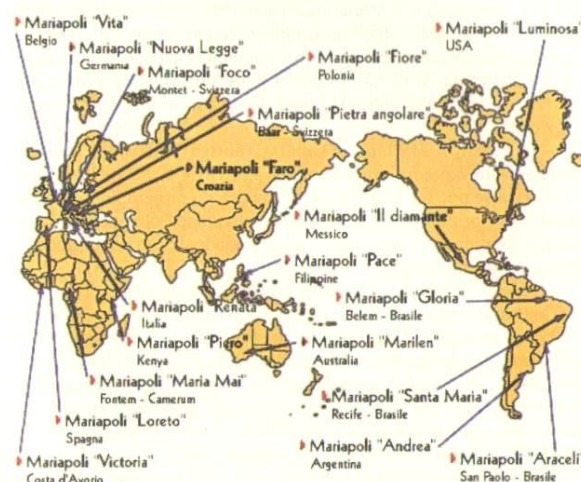 Mariapoli "Vita"
Belgio
Mariapoli "Nuova Legge"
Germania
Mariapoli "Foco"
Montet - Svizzera
Mariapoli "Fiore"
Polonia
Mariapoli "Luminosa"
USA
Mariapoli "Pietra angolare"
Baar - Svizzera
Mariapoli "Faro"
Croazia
Mariapoli "Il diamante"
Messico
Mariapoli "Pace"
Filippine
Mariapoli "Gloria"
Belem - Brasile
Mariapoli "Renata"
Italia
Mariapoli "Piero"
Kenya
Mariapoli "Marilen"
Australia
Mariapoli "Maria Mai"
Fontem - Camerum
Mariapoli "Santa Maria"
Recife - Brasile
Mariapoli "Loreto"
Spagna
Mariapoli "Andrea"
Argentina
Mariapoli "Victoria"
Costa d'Avorio
Mariapoli "Araceli"
San Paolo - Brasile